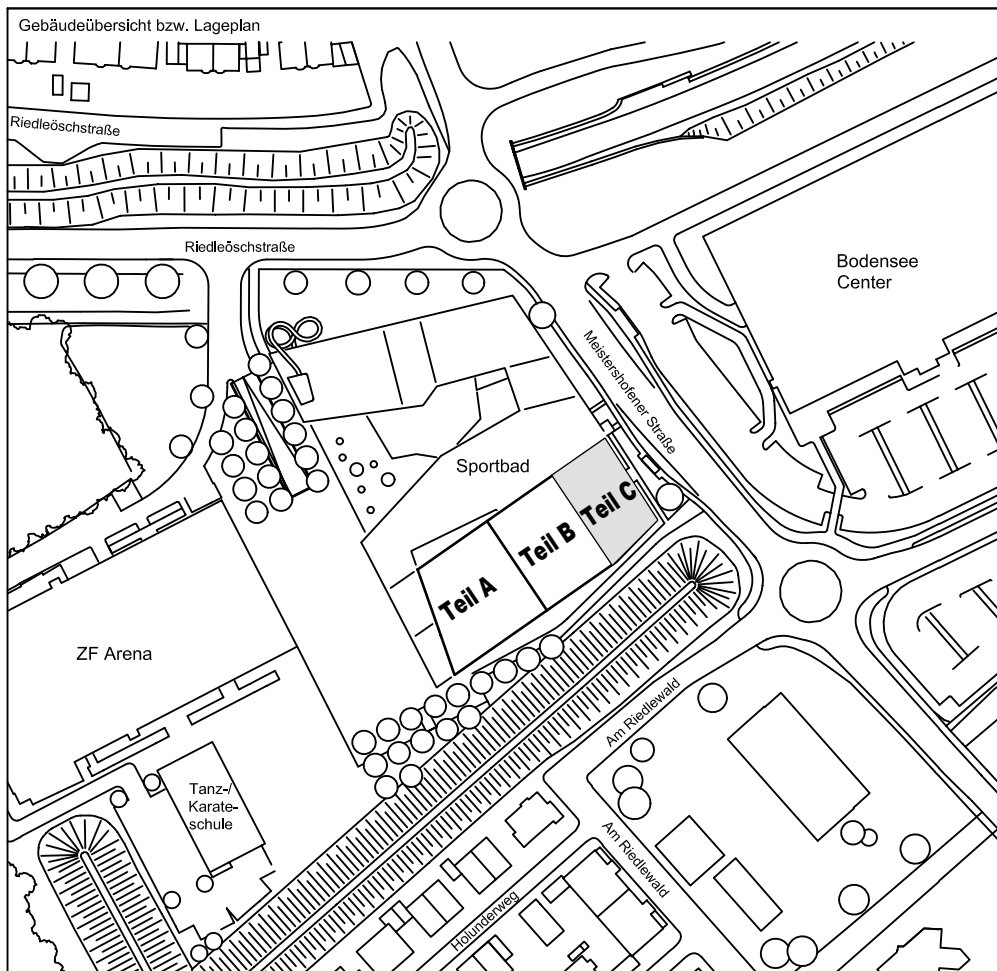 Gebäudeübersicht bzw. Lageplan
Riedleöschstraße
Riedleöschstraße
Bodensee
Center
Meistershofener Straße
Sportbad
Teil C
Teil B
Teil A
ZF Arena
Am Riedlewald
Tanz-/
Karate-
schule
Am Riedlewald
Holunderweg